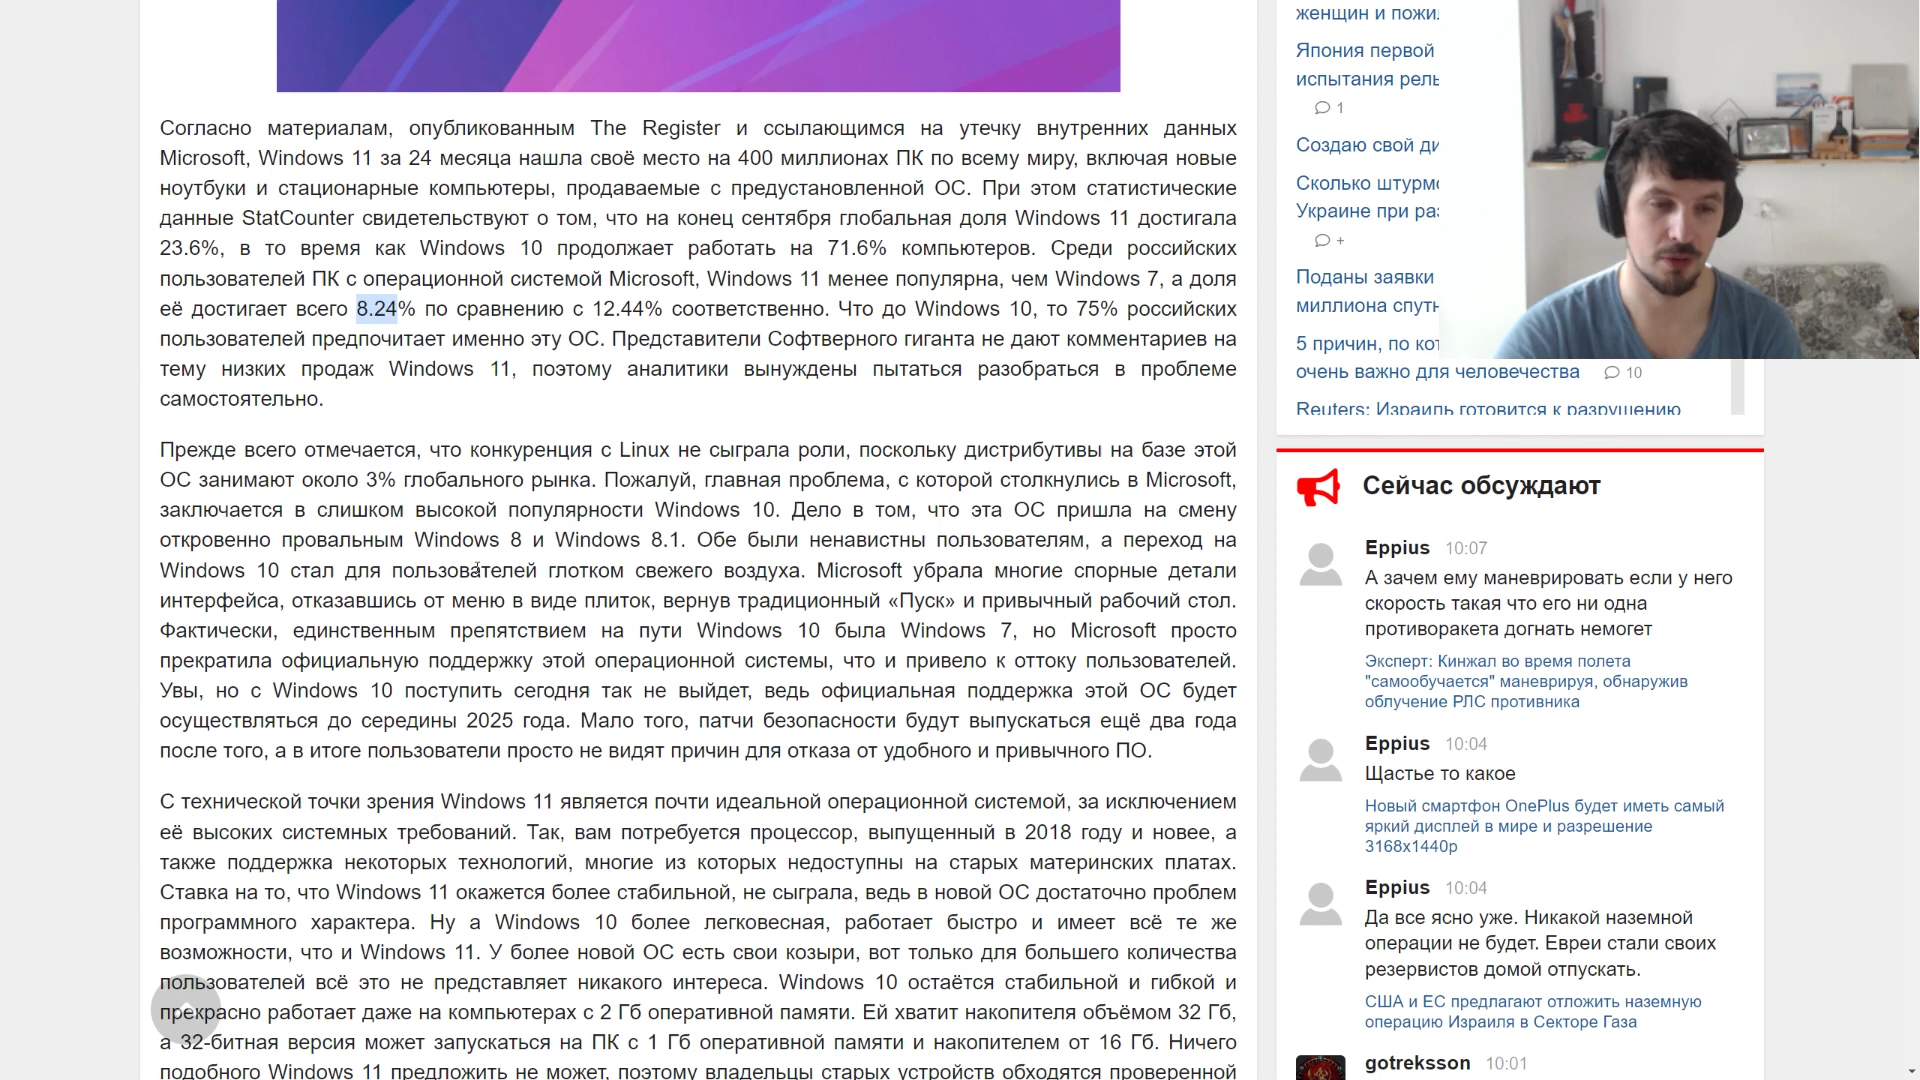 Согласно материалам, опубликованным The Register и ссылающимся на утечку внутренних данных
Microsoft, Windows 11 за 24 месяца нашла своё место на 400 миллионах ПК по всему миру, включая новые
ноутбуки и стационарные компьютеры, продаваемые с предустановленной ОС. При этом статистические
данные StatCounter свидетельствуют о том, что на конец сентября глобальная доля Windows 11 достигала
23.6%, в то время как Windows 10 продолжает работать на 71.6% компьютеров. Среди российских
пользователей ПК с операционной системой Microsoft, Windows 11 менее популярна, чем Windows 7, а доля
её достигает всего 8.24% по сравнению с 12.44% соответственно. Что до Windows 10, то 75% российских
пользователей предпочитает именно эту ОС. Представители Софтверного гиганта не дают комментариев на
тему низких продаж Windows 11, поэтому аналитики вынуждены пытаться разобраться в проблеме
самостоятельно.
Прежде всего отмечается, что конкуренция с Linux не сыграла роли, поскольку дистрибутивы на базе этой
ОС занимают около 3% глобального рынка. Пожалуй, главная проблема, с которой столкнулись в Microsoft,
заключается в слишком высокой популярности Windows 10. Дело в том, что эта ОС пришла на смену
откровенно провальным Windows 8 и Windows 8.1. Обе были ненавистны пользователям, а переход на
Windows 10 стал для пользователей глотком свежего воздуха. Microsoft убрала многие спорные детали
интерфейса, отказавшись от меню в виде плиток, вернув традиционный «Пуск» и привычный рабочий стол.
Фактически, единственным препятствием на пути Windows 10 была Windows 7, но Microsoft просто
прекратила официальную поддержку этой операционной системы, что и привело к оттоку пользователей.
Увы, но с Windows 10 поступить сегодня так не выйдет, ведь официальная поддержка этой ОС будет
осуществляться до середины 2025 года. Мало того, патчи безопасности будут выпускаться ещё два года
после того, а в итоге пользователи просто не видят причин для отказа от удобного и привычного ПО.
С технической точки зрения Windows 11 является почти идеальной операционной системой, за исключением
её высоких системных требований. Так, вам потребуется процессор, выпущенный в 2018 году и новее, а
также поддержка некоторых технологий, многие из которых недоступны на старых материнских платах.
Ставка на то, что Windows 11 окажется более стабильной, не сыграла, ведь в новой ОС достаточно проблем
программного характера. Ну а Windows 10 более легковесная, работает быстро и имеет всё те же
возможности, что и Windows 11. У более новой ОС есть свои козыри, вот только для большего количества
пользователей всё это не представляет никакого интереса. Windows 10 остаётся стабильной и гибкой и
прекрасно работает даже на компьютерах с 2 Гб оперативной памяти. Ей хватит накопителя объёмом 32 Гб,
а 32-битная версия может запускаться на ПК с 1 Гб оперативной памяти и накопителем от 16 Гб. Ничего
подобного Windows 11 предложить не может, поэтому владельцы старых устройств обходятся проверенной
женщин и пожи
Япония первой
испытания рель
1
Создаю свой ди
Сколько штурмо
Украине при ра
+
Поданы заявки
миллиона спутн
5 причин, по кот
очень важно для человечества 10
Reuters: Израиль готовится к разрушению
Сейчас обсуждают
Eppius 10:07
А зачем ему маневрировать если у него
скорость такая что его ни одна
противоракета догнать немогет
Эксперт: Кинжал во время полета
"самообучается" маневрируя, обнаружив
облучение РЛС противника
Eppius 10:04
Щастье то какое
Новый смартфон OnePlus будет иметь самый
яркий дисплей в мире и разрешение
3168x1440p
Eppius 10:04
Да все ясно уже. Никакой наземной
операции не будет. Евреи стали своих
резервистов домой отпускать.
США и ЕС предлагают отложить наземную
операцию Израиля в Секторе Газа
gotreksson 10:01